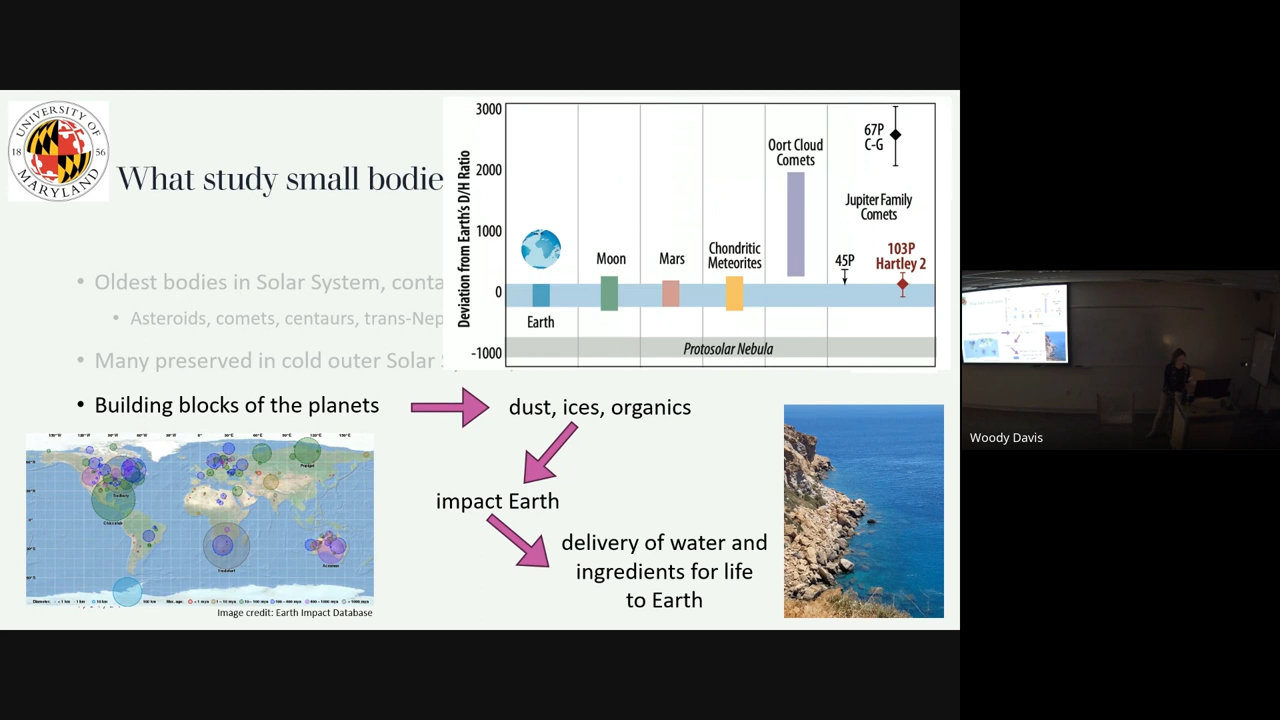 UNIVERSITY OF
18 56
MARYLAND
What study small bodie
• Oldest bodies in Solar System, conta
• Asteroids, comets, centaurs, trans-Nep
• Many preserved in cold outer Solar
• Building blocks of the planets
dust, ices, organics
impact Earth
delivery of water and
ingredients for life
to Earth
Deviation from Earth's D/H Ratio
3000
2000
1000
0
-1000
Earth
Moon
Mars
Chondritic
Meteorites
Oort Cloud
Comets
67P
C-G
Jupiter Family
Comets
45P
103P
Hartley 2
Protosolar Nebula
Sudbury
Image credit: Earth Impact Database
Woody Davis